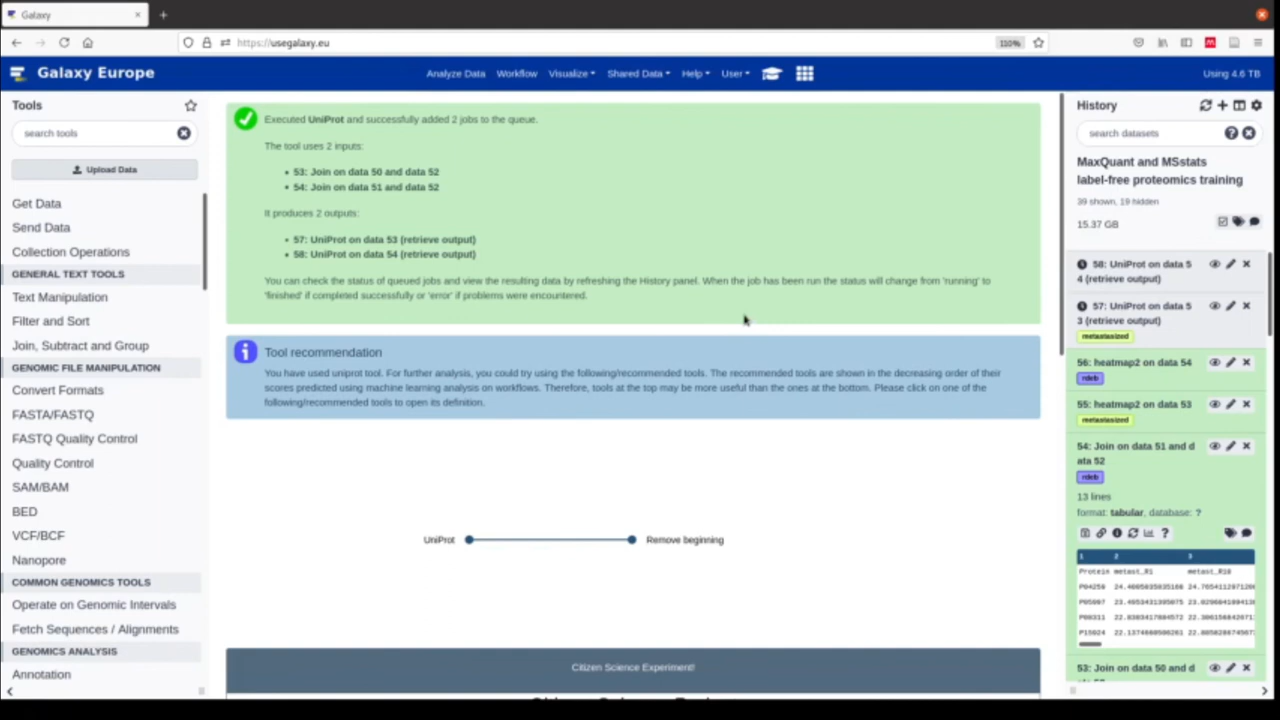 Galaxy
https://usegalaxy.eu
110%
Galaxy Europe
Analyze Data
Workflow
Visualize
Shared Data
Help
User
Using 4.6 TB
Tools
search tools
Upload Data
Get Data
Send Data
Collection Operations
GENERAL TEXT TOOLS
Text Manipulation
Filter and Sort
Join, Subtract and Group
GENOMIC FILE MANIPULATION
Convert Formats
FASTA/FASTQ
FASTQ Quality Control
Quality Control
SAM/BAM
BED
VCF/BCF
Nanopore
COMMON GENOMICS TOOLS
Operate on Genomic Intervals
Fetch Sequences / Alignments
GENOMICS ANALYSIS
Annotation
Executed UniProt and successfully added 2 jobs to the queue.
The tool uses 2 inputs:
• 53: Join on data 50 and data 52
• 54: Join on data 51 and data 52
It produces 2 outputs:
• 57: UniProt on data 53 (retrieve output)
• 58: UniProt on data 54 (retrieve output)
You can check the status of queued jobs and view the resulting data by refreshing the History panel. When the job has been run the status will change from 'running' to
'finished' if completed successfully or 'error' if problems were encountered.
Tool recommendation
You have used uniprot tool. For further analysis, you could try using the following/recommended tools. The recommended tools are shown in the decreasing order of their
scores predicted using machine learning analysis on workflows. Therefore, tools at the top may be more useful than the ones at the bottom. Please click on one of the
following/recommended tools to open its definition.
UniProt
Remove beginning
Citizen Science Experiment!
History
search datasets
MaxQuant and MSstats
label-free proteomics training
39 shown, 19 hidden
15.37 GB
58: UniProt on data 5
4 (retrieve output)
57: UniProt on data 5
3 (retrieve output)
metastasized
56: heatmap2 on data 54
rdeb
55: heatmap2 on data 53
metastasized
54: Join on data 51 and d
ata 52
rdeb
13 lines
format: tabular, database: ?
1 2 3
Protein metast_R1 metast_R10
53: Join on data 50 and d